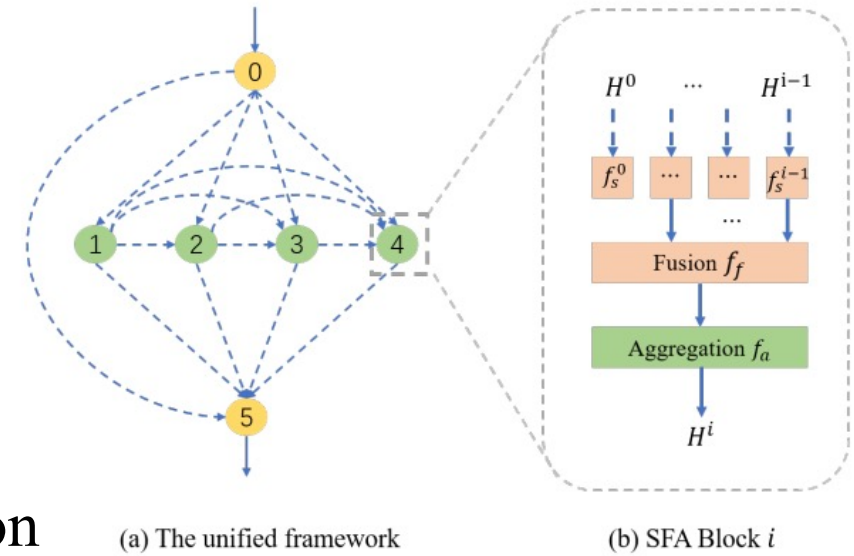 0
1 2 3 4
5
H^0 ... H^{i-1}
f_s^0 ... ... f_s^{i-1}
...
Fusion f_f
Aggregation f_a
H^i
on
(a) The unified framework
(b) SFA Block i